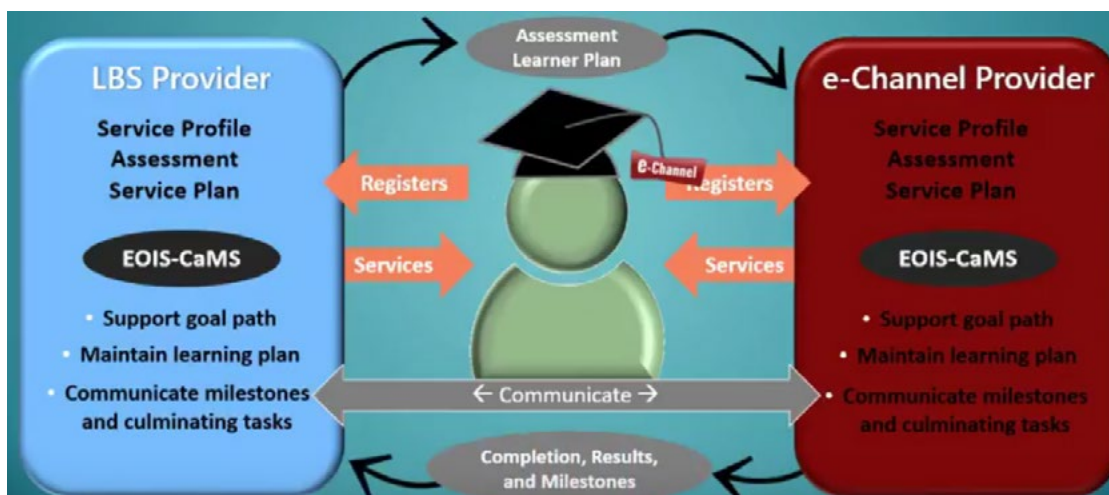 Assessment
Learner Plan
LBS Provider
Service Profile
Assessment
Service Plan
EOIS-CaMS
• Support goal path
• Maintain learning plan
• Communicate milestones
and culminating tasks
Registers
Services
e-Channel
Registers
Services
← Communicate →
e-Channel Provider
Service Profile
Assessment
Service Plan
EOIS-CaMS
• Support goal path
• Maintain learning plan
• Communicate milestones
and culminating tasks
Completion, Results,
and Milestones